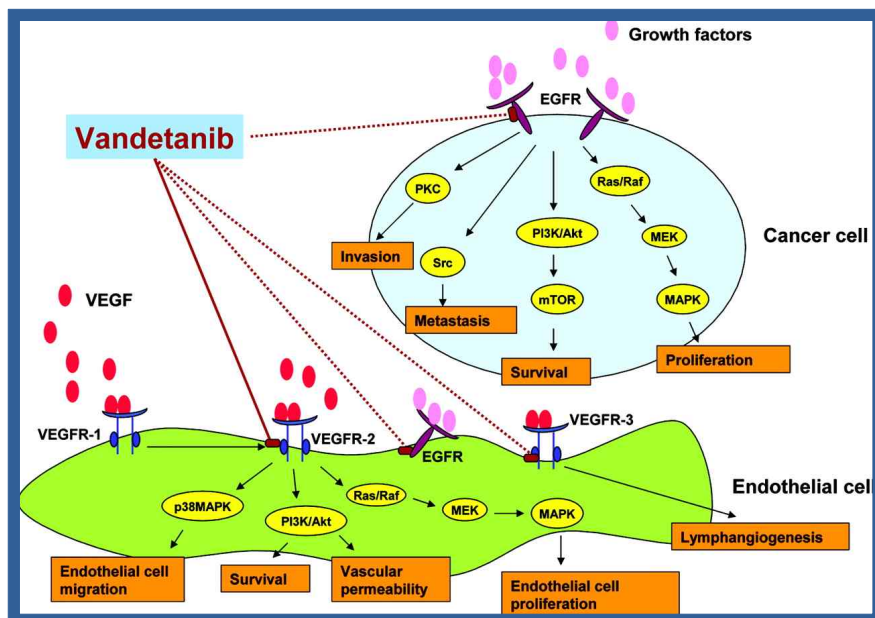 Growth factors
EGFR
Vandetanib
PKC
Ras/Raf
PI3K/Akt
MEK
Cancer cell
Invasion
Src
VEGF
mTOR
MAPK
Metastasis
Survival
Proliferation
VEGFR-1
VEGFR-2
EGFR
VEGFR-3
Endothelial cell
p38MAPK
PI3K/Akt
Ras/Raf
MEK
MAPK
Lymphangiogenesis
Endothelial cell
migration
Survival
Vascular
permeability
Endothelial cell
proliferation